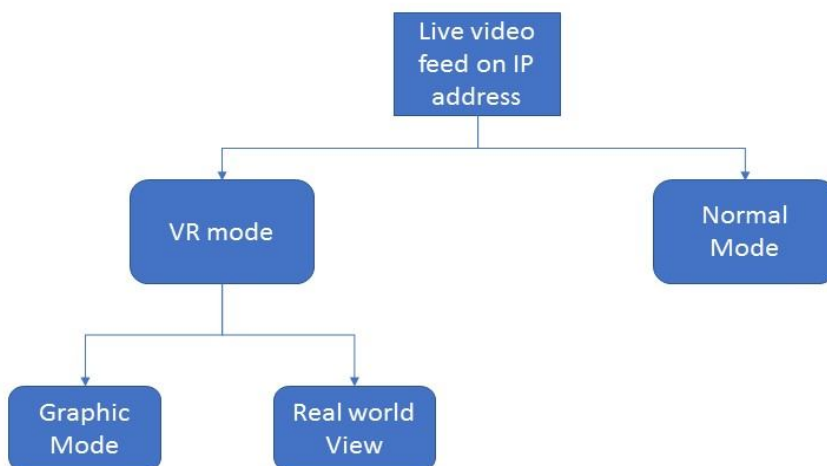 Live video
feed on IP
address
VR mode
Normal
Mode
Graphic
Mode
Real world
View